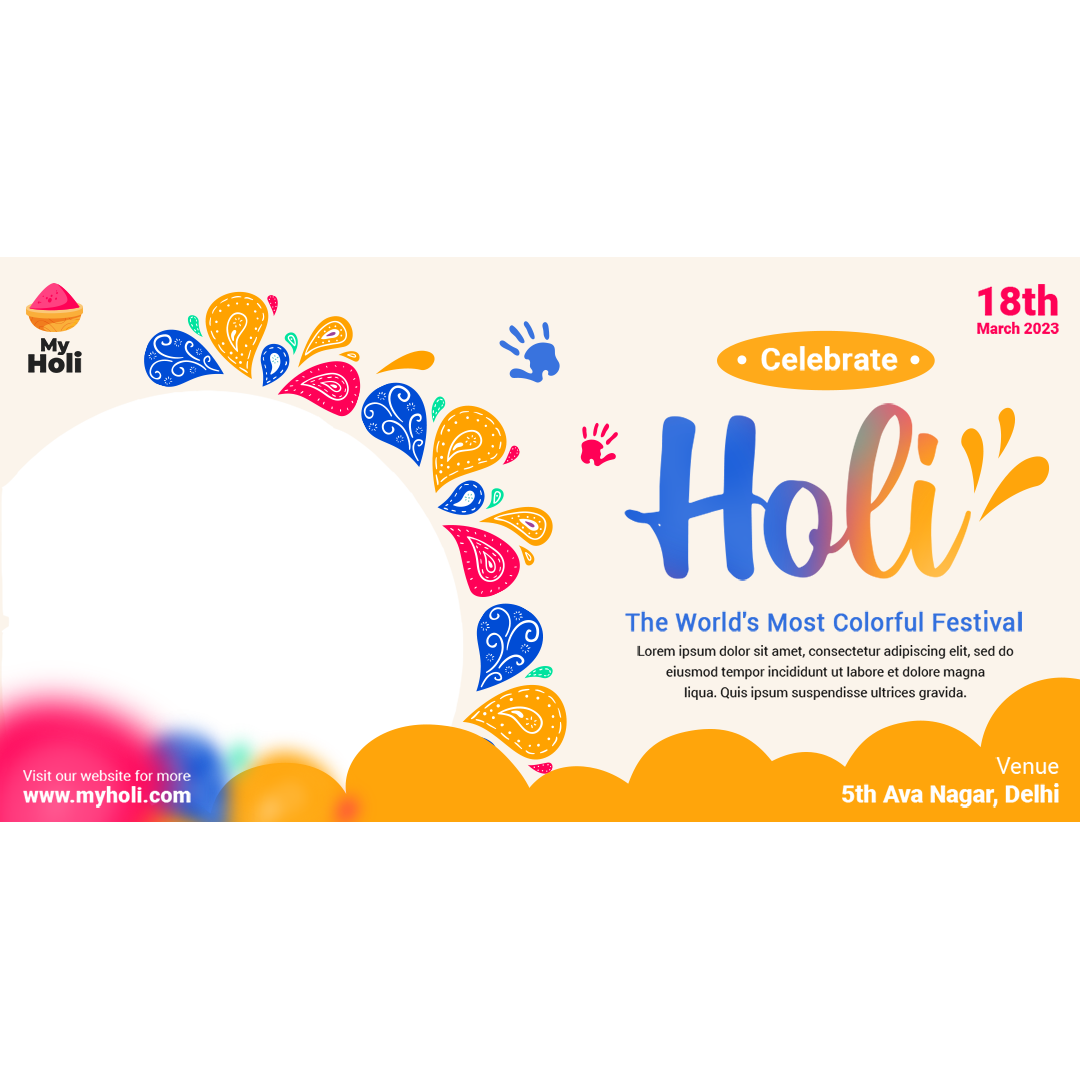 My
Holi
18th
March 2023
• Celebrate •
Holi
The World's Most Colorful Festival
Lorem ipsum dolor sit amet, consectetur adipiscing elit, sed do
eiusmod tempor incididunt ut labore et dolore magna
liqua. Quis ipsum suspendisse ultrices gravida.
Visit our website for more
www.myholi.com
Venue
5th Ava Nagar, Delhi